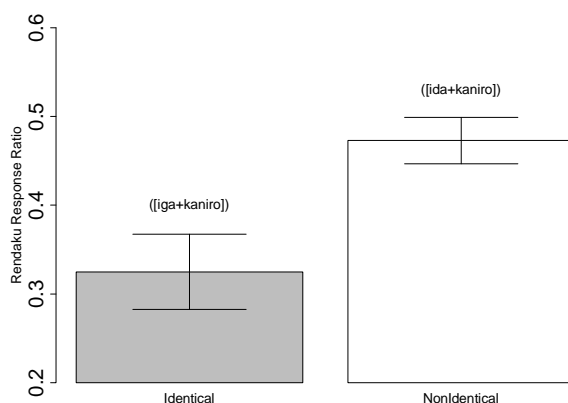 Rendaku Response Ratio
0.6
0.5
0.4
0.3
0.2
([iga+kaniro])
([ida+kaniro])
Identical
NonIdentical